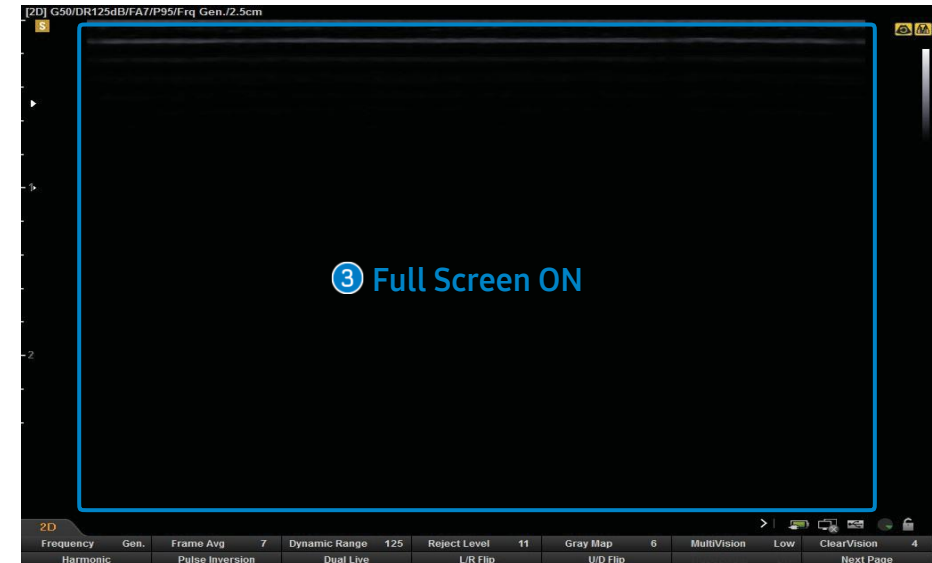 [2D] G50/DR125dB/FA7/P95/Frq Gen./2.5cm
S
1
3 Full Screen ON
2
2D
Frequency Gen. Frame Avg 7 Dynamic Range 125 Reject Level 11 Gray Map 6 MultiVision Low ClearVision 4
Harmonic Pulse Inversion Dual Live L/R Flip U/D Flip Next Page